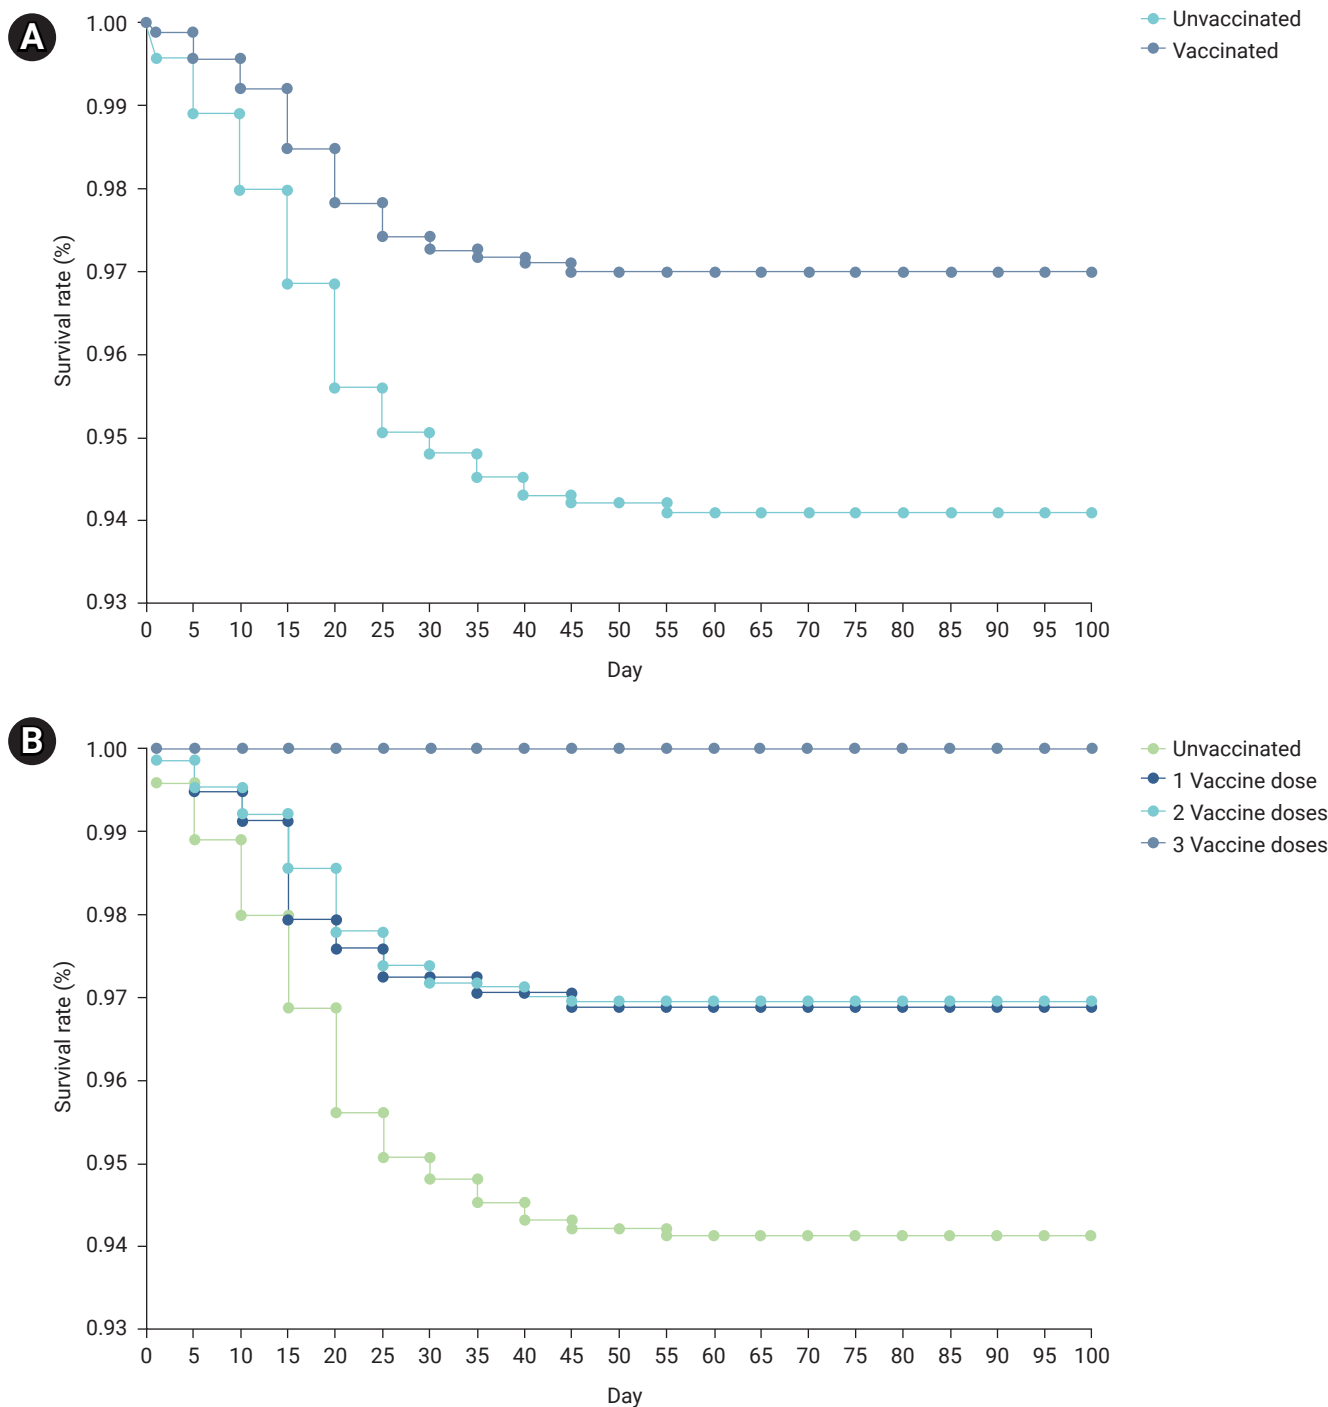 A
Unvaccinated
Vaccinated
1.00
0.99
0.98
0.97
0.96
0.95
0.94
0.93
Survival rate (%)
0 5 10 15 20 25 30 35 40 45 50 55 60 65 70 75 80 85 90 95 100
Day
B
Unvaccinated
1 Vaccine dose
2 Vaccine doses
3 Vaccine doses
1.00
0.99
0.98
0.97
0.96
0.95
0.94
0.93
Survival rate (%)
0 5 10 15 20 25 30 35 40 45 50 55 60 65 70 75 80 85 90 95 100
Day